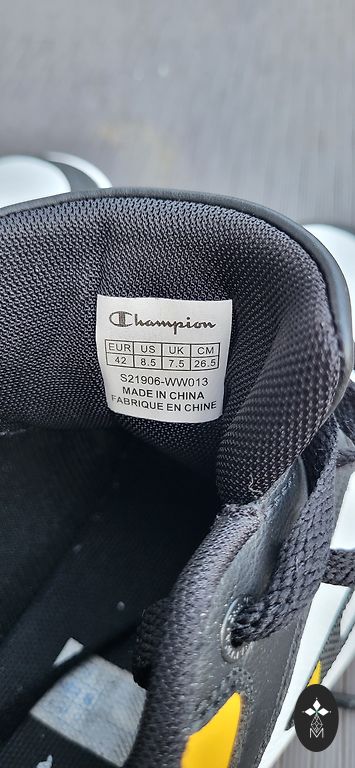 Champion
EUR US UK CM
42 8.5 7.5 26.5
S21906-WW013
MADE IN CHINA
FABRIQUE EN CHINE
M